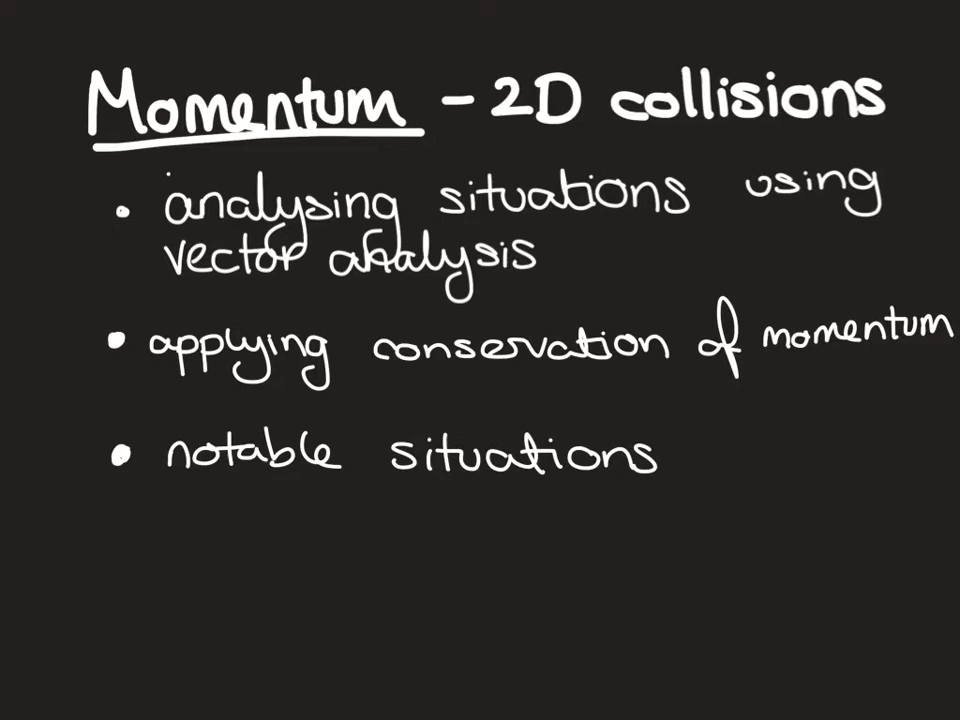 Momentum - 2D collisions
• analysing situations using
vector analysis
• applying conservation of momentum
• notable situations